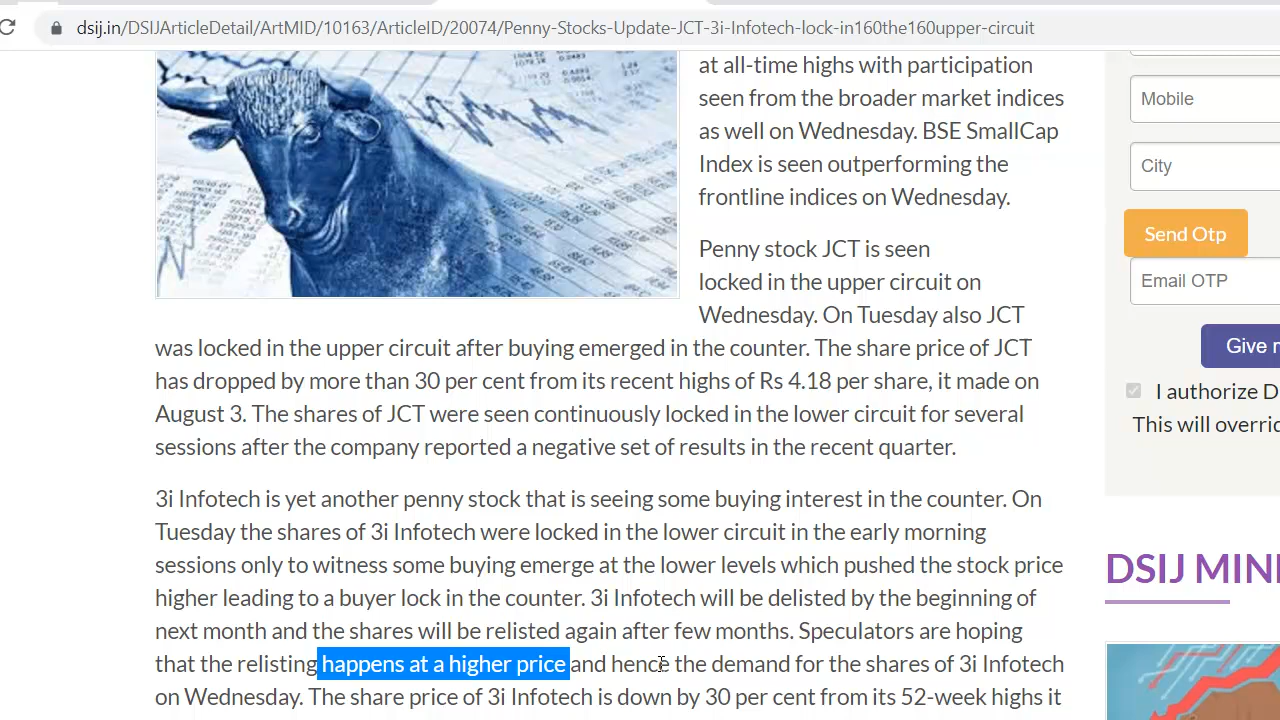 dsij.in/DSIJArticleDetail/ArtMID/10163/ArticleID/20074/Penny-Stocks-Update-JCT-3i-Infotech-lock-in160the160upper-circuit
at all-time highs with participation
seen from the broader market indices
as well on Wednesday. BSE SmallCap
Index is seen outperforming the
frontline indices on Wednesday.
Penny stock JCT is seen
locked in the upper circuit on
Wednesday. On Tuesday also JCT
was locked in the upper circuit after buying emerged in the counter. The share price of JCT
has dropped by more than 30 per cent from its recent highs of Rs 4.18 per share, it made on
August 3. The shares of JCT were seen continuously locked in the lower circuit for several
sessions after the company reported a negative set of results in the recent quarter.
3i Infotech is yet another penny stock that is seeing some buying interest in the counter. On
Tuesday the shares of 3i Infotech were locked in the lower circuit in the early morning
sessions only to witness some buying emerge at the lower levels which pushed the stock price
higher leading to a buyer lock in the counter. 3i Infotech will be delisted by the beginning of
next month and the shares will be relisted again after few months. Speculators are hoping
that the relisting happens at a higher price and hence the demand for the shares of 3i Infotech
on Wednesday. The share price of 3i Infotech is down by 30 per cent from its 52-week highs it
Mobile
City
Send Otp
Email OTP
Give
I authorize D
This will overri
DSIJ MIN